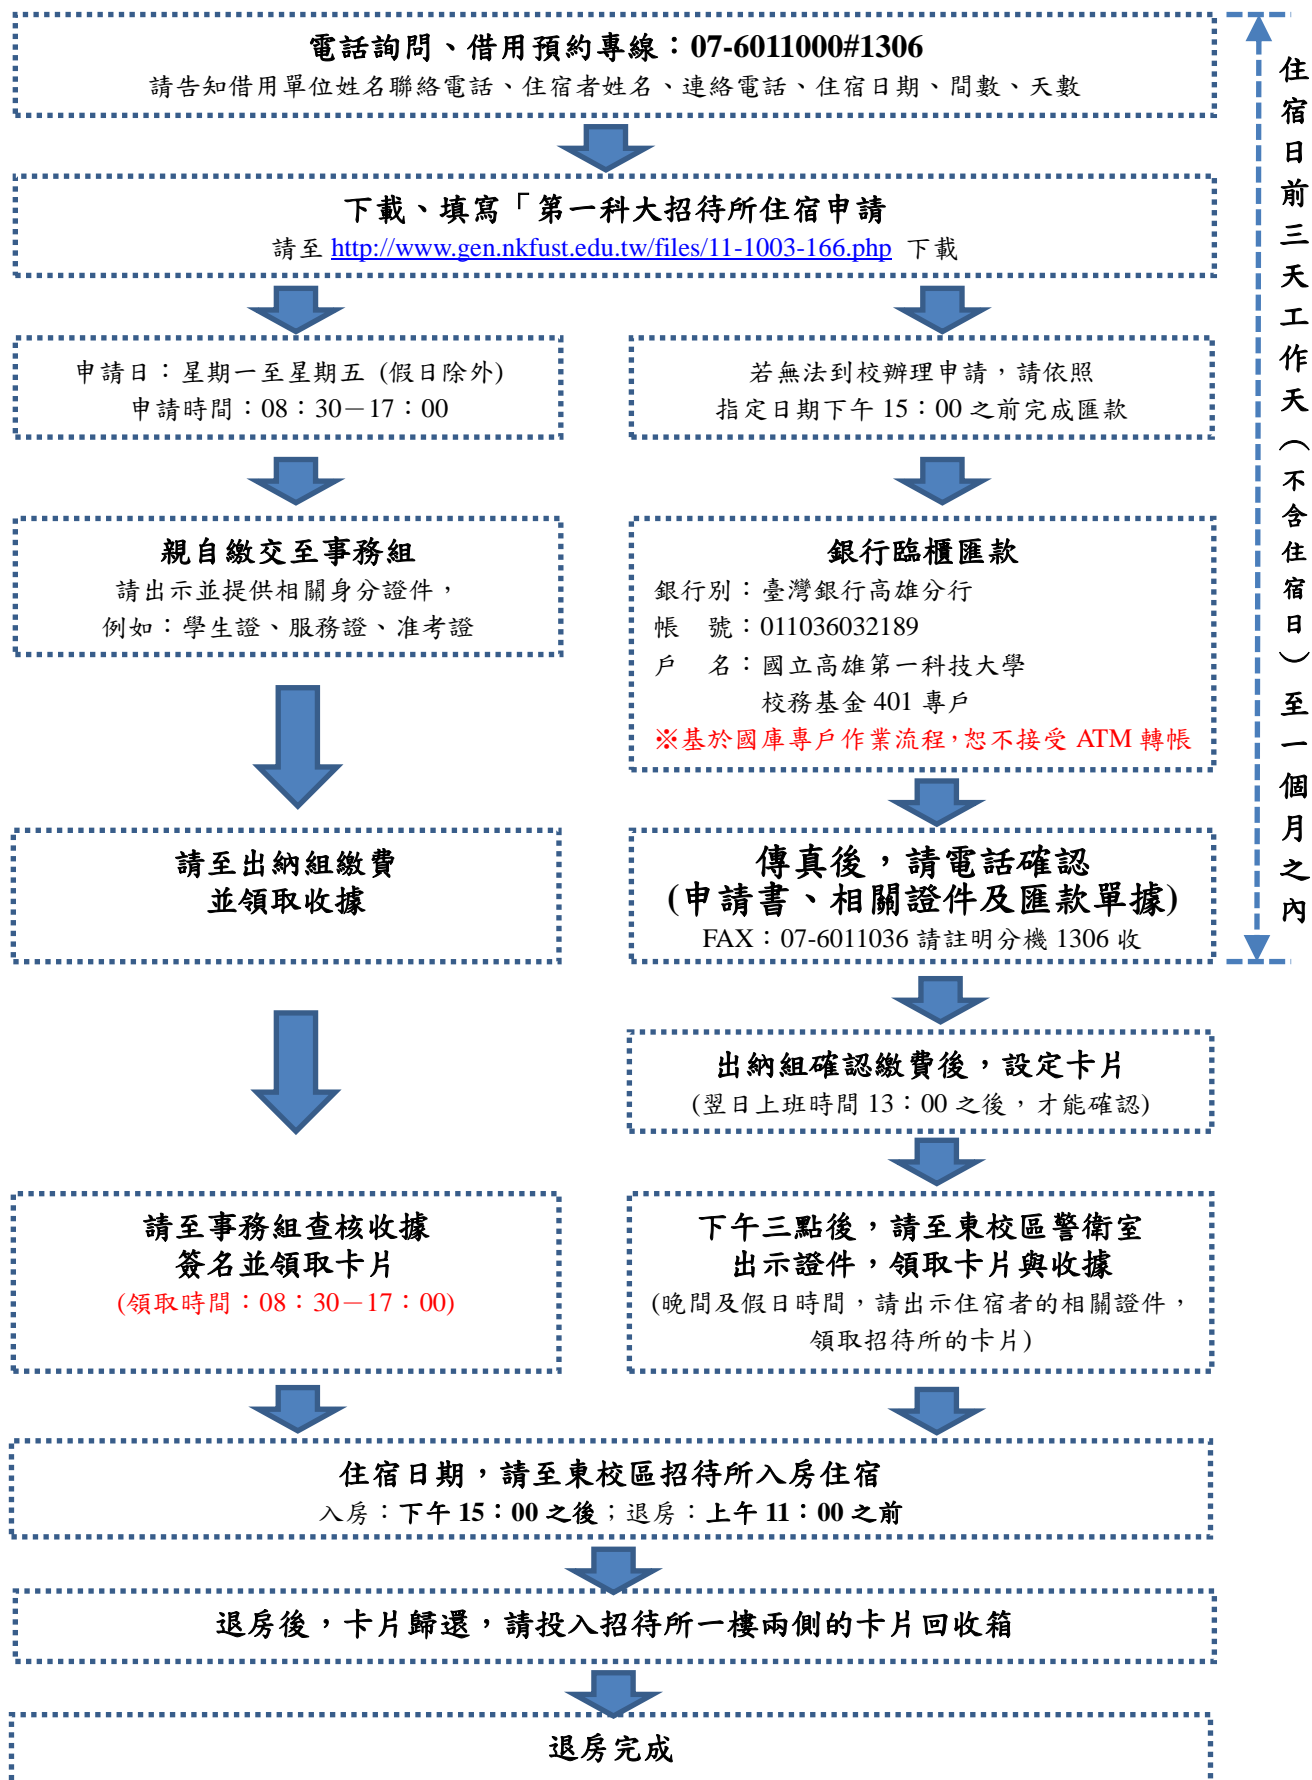 電話詢問、借用預約專線：07-6011000#1306
請告知借用單位姓名聯絡電話、住宿者姓名、連絡電話、住宿日期、間數、天數
下載、填寫「第一科大招待所住宿申請
請至 http://www.gen.nkfust.edu.tw/files/11-1003-166.php 下載
申請日：星期一至星期五 (假日除外)
申請時間：08：30－17：00
若無法到校辦理申請，請依照
指定日期下午 15：00 之前完成匯款
親自繳交至事務組
請出示並提供相關身分證件，
例如：學生證、服務證、准考證
銀行臨櫃匯款
銀行別：臺灣銀行高雄分行
帳　號：011036032189
戶　名：國立高雄第一科技大學
校務基金 401 專戶
※基於國庫專戶作業流程，恕不接受 ATM 轉帳
請至出納組繳費
並領取收據
傳真後，請電話確認
(申請書、相關證件及匯款單據)
FAX：07-6011036 請註明分機 1306 收
出納組確認繳費後，設定卡片
(翌日上班時間 13：00 之後，才能確認)
請至事務組查核收據
簽名並領取卡片
(領取時間：08：30－17：00)
下午三點後，請至東校區警衛室
出示證件，領取卡片與收據
(晚間及假日時間，請出示住宿者的相關證件，
領取招待所的卡片)
住宿日期，請至東校區招待所入房住宿
入房：下午 15：00 之後；退房：上午 11：00 之前
退房後，卡片歸還，請投入招待所一樓兩側的卡片回收箱
退房完成
住宿日前三天工作天（不含住宿日）至一個月之內